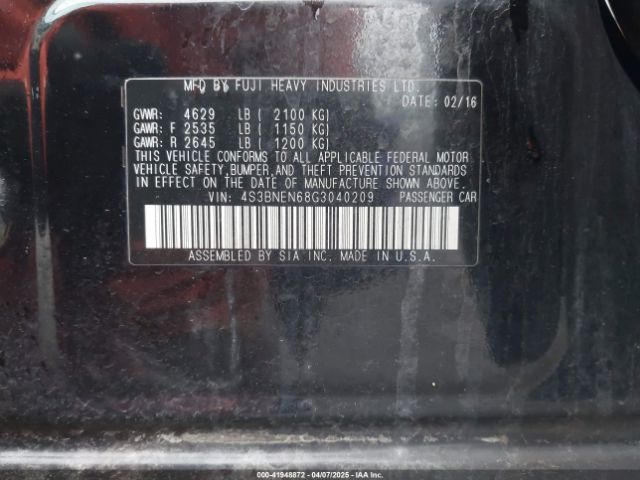 MFD BY FUJI HEAVY INDUSTRIES LTD.
DATE: 02/16
GVWR: 4629 LB ( 2100 KG)
GAWR: F 2535 LB ( 1150 KG)
GAWR: R 2645 LB ( 1200 KG)
THIS VEHICLE CONFORMS TO ALL APPLICABLE FEDERAL MOTOR
VEHICLE SAFETY,BUMPER,AND THEFT PREVENTION STANDARDS
IN EFFECT ON THE DATE OF MANUFACTURE SHOWN ABOVE.
VIN: 4S3BNEN68G3040209 PASSENGER CAR
ASSEMBLED BY SIA INC. MADE IN U.S.A.
000-41948872 - 04/07/2025 - IAAI, Inc.